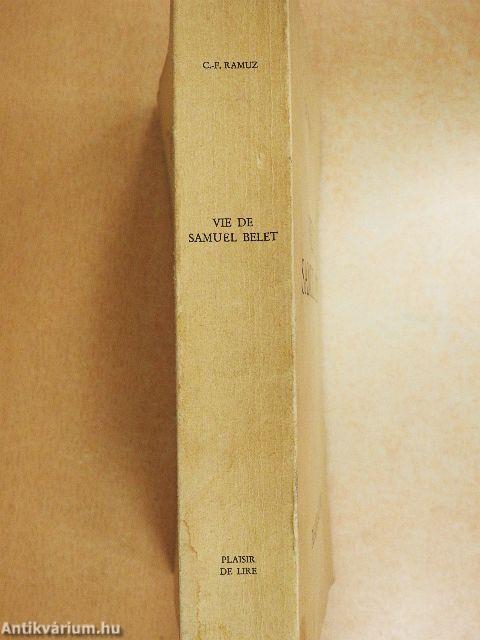 C.-F. RAMUZ
VIE DE
SAMUEL BELET
PLAISIR
DE LIRE
Antikvárium.hu